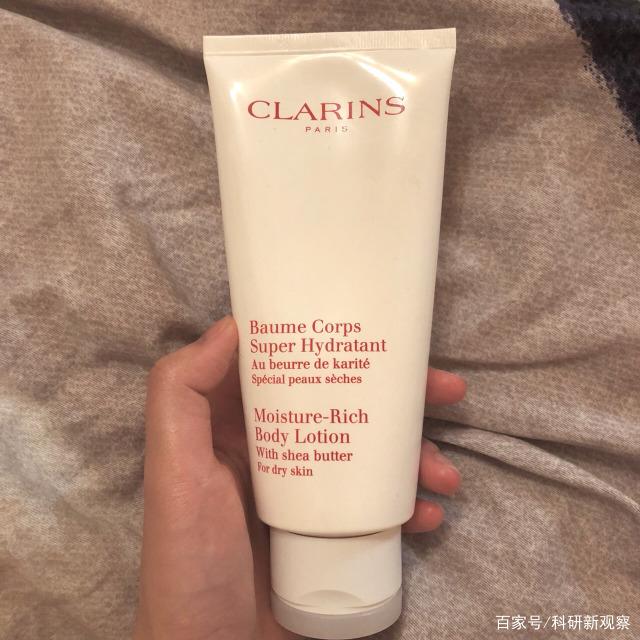 CLARINS
PARIS
Baume Corps
Super Hydratant
Au beurre de karité
Spécial peaux sèches
Moisture-Rich
Body Lotion
With shea butter
For dry skin
百家号/科研新观察